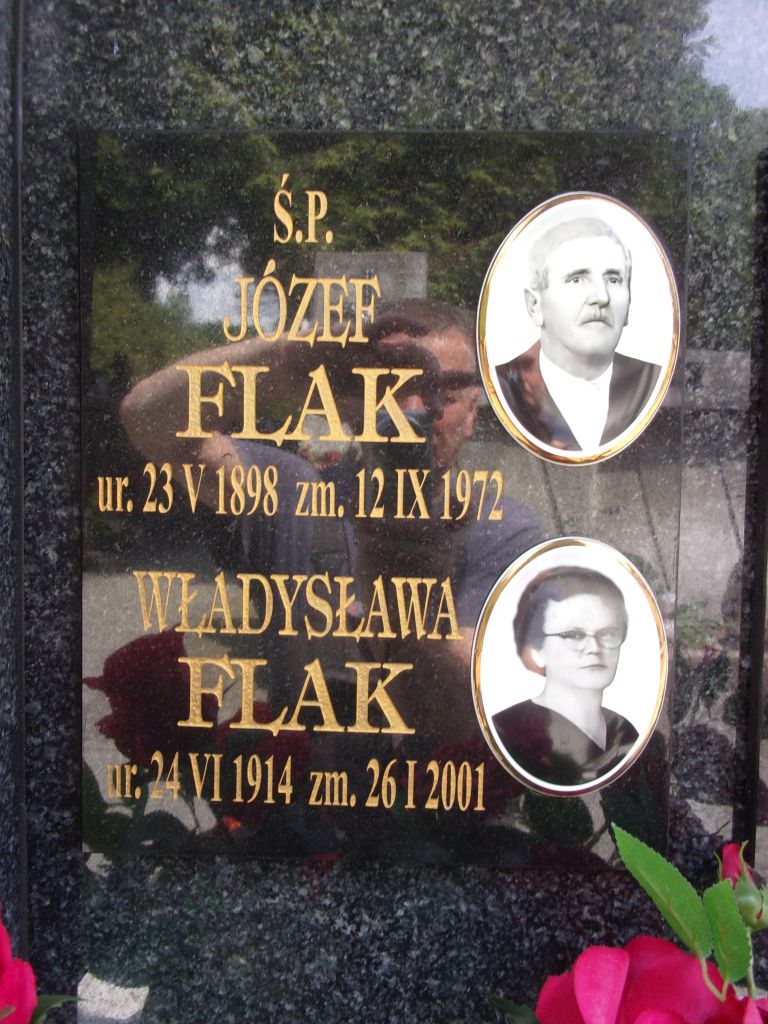 Ś.P.
JÓZEF
FLAK
ur. 23 V 1898 zm. 12 IX 1972
WŁADYSŁAWA
FLAK
ur. 24 VI 1914 zm. 26 I 2001